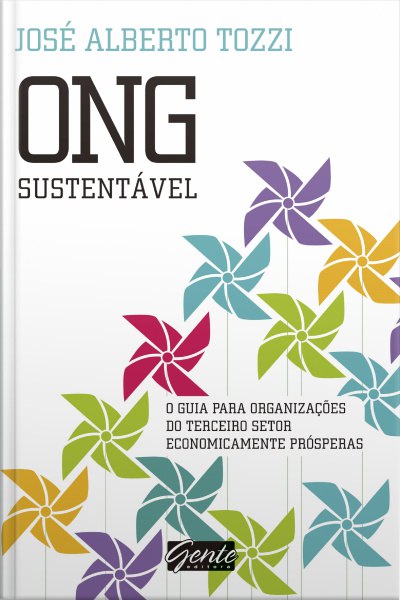 JOSÉ ALBERTO TOZZI
ONG
SUSTENTÁVEL
O GUIA PARA ORGANIZAÇÕES
DO TERCEIRO SETOR
ECONOMICAMENTE PRÓSPERAS
Gente
editora